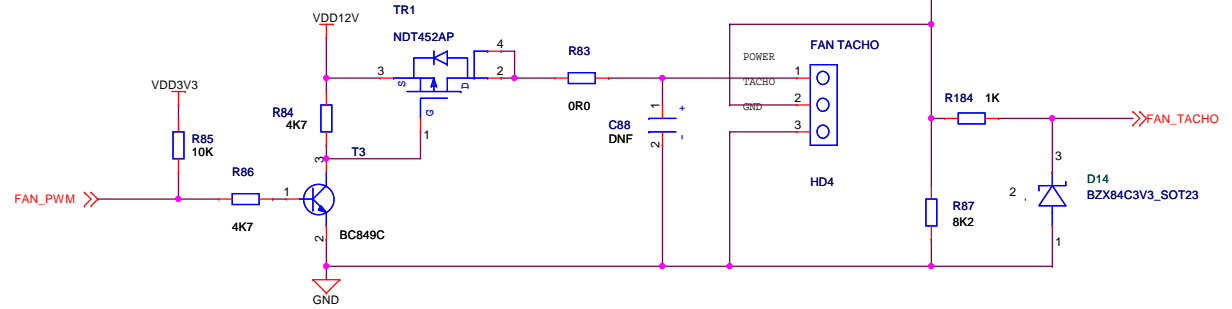 TR1
VDD12V
NDT452AP
FAN TACHO
4
R83
POWER
3
S
D
2
1
VDD3V3
TACHO
0R0
R84
4K7
G
1
+
2
GND
R184
1K
FAN_TACHO
C88
DNF
R85
10K
1
3
2
-
3
T3
3
R86
HD4
D14
BZX84C3V3_SOT23
2
FAN_PWM
1
R87
8K2
4K7
BC849C
2
1
GND